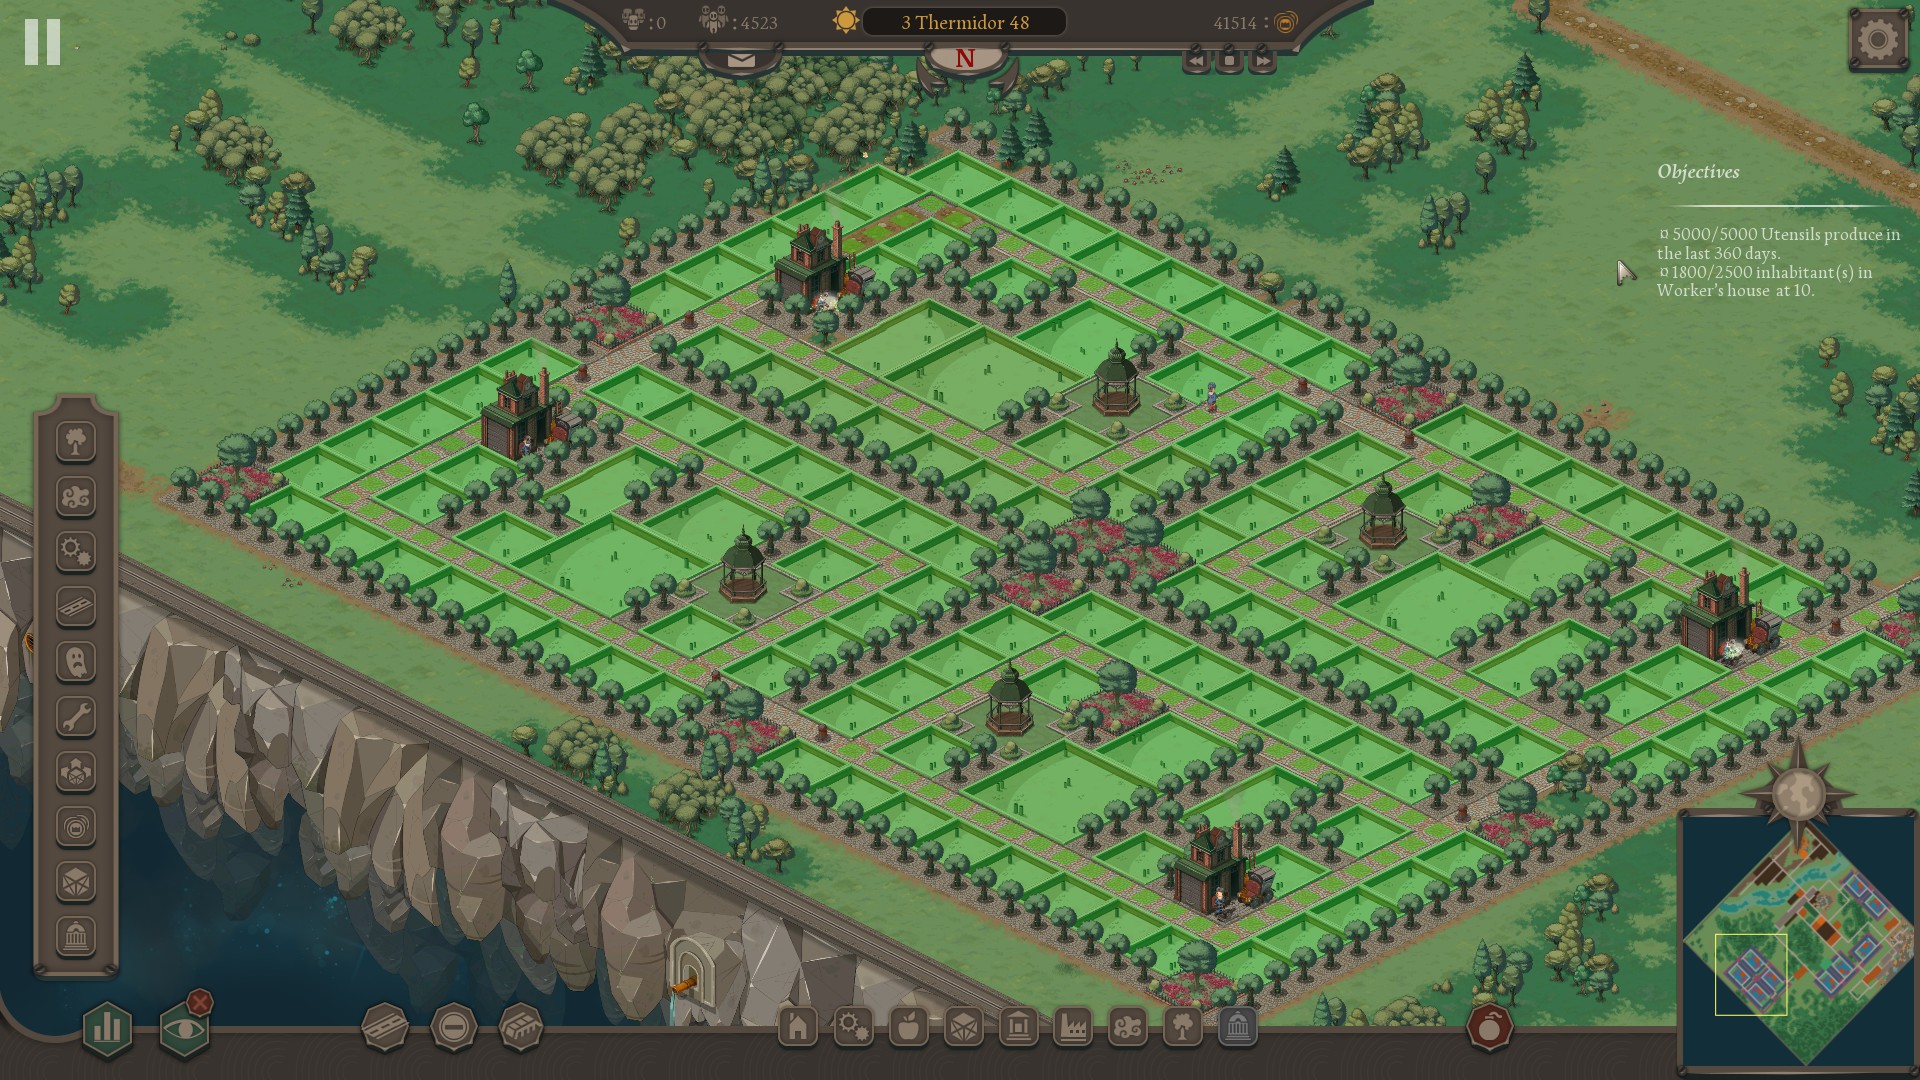 :0
:4523
3 Thermidor 48
41514 :
N
Objectives
¤ 5000/5000 Utensils produce in
the last 360 days.
¤ 1800/2500 inhabitant(s) in
Worker's house at 10.